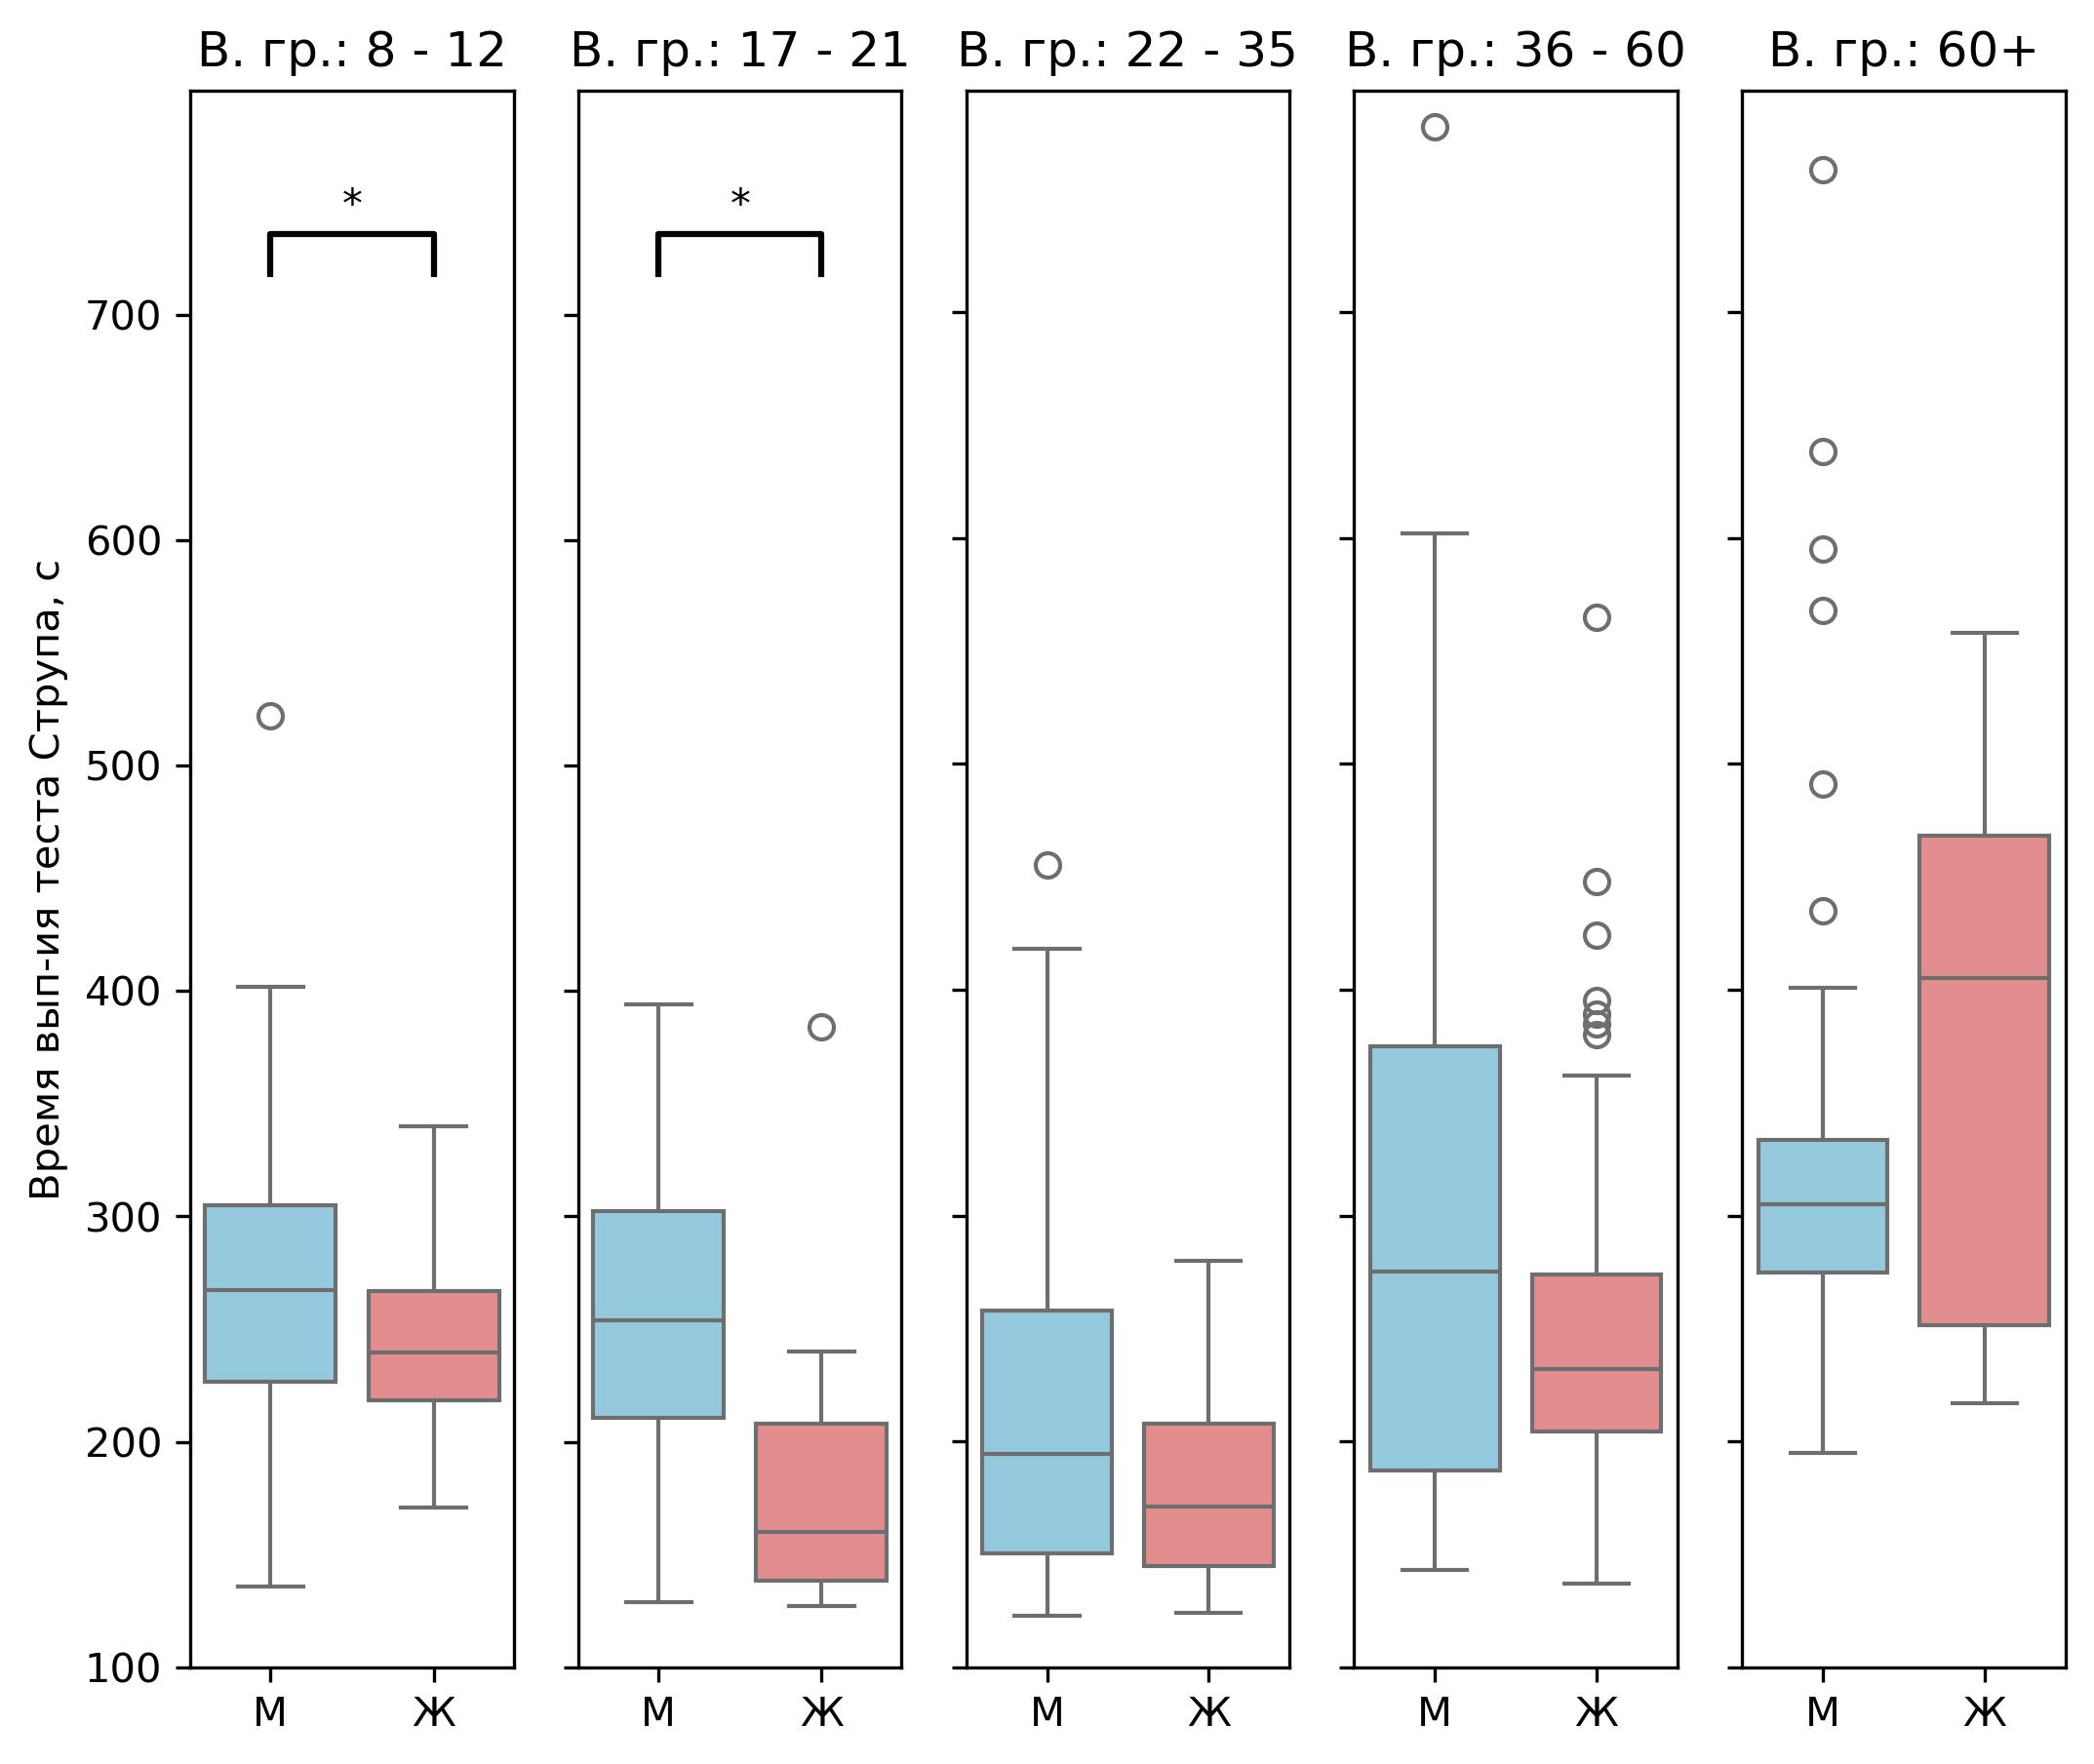 В. гр.: 8 - 12
В. гр.: 17 - 21
В. гр.: 22 - 35
В. гр.: 36 - 60
В. гр.: 60+
*
*
Время вып-ия теста Струпа, с
700
600
500
400
300
200
100
М
Ж
М
Ж
М
Ж
М
Ж
М
Ж